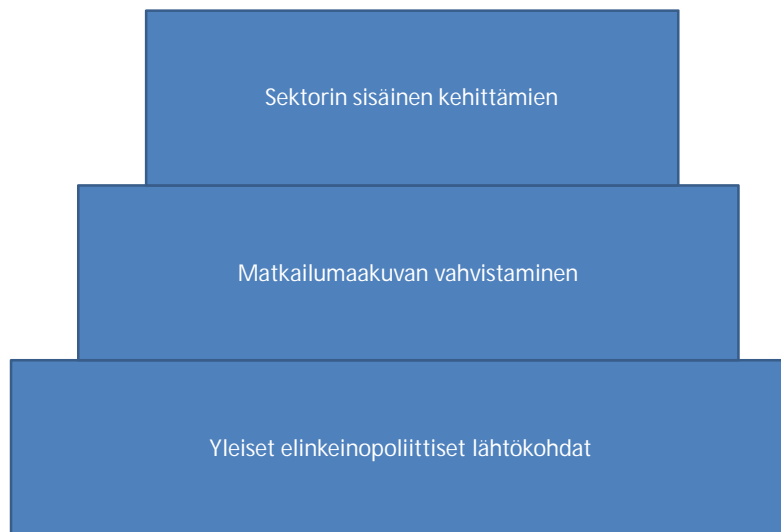 Sektorin sisäinen kehittämien
Matkailumaakuvan vahvistaminen
Yleiset elinkeinopoliittiset lähtökohdat